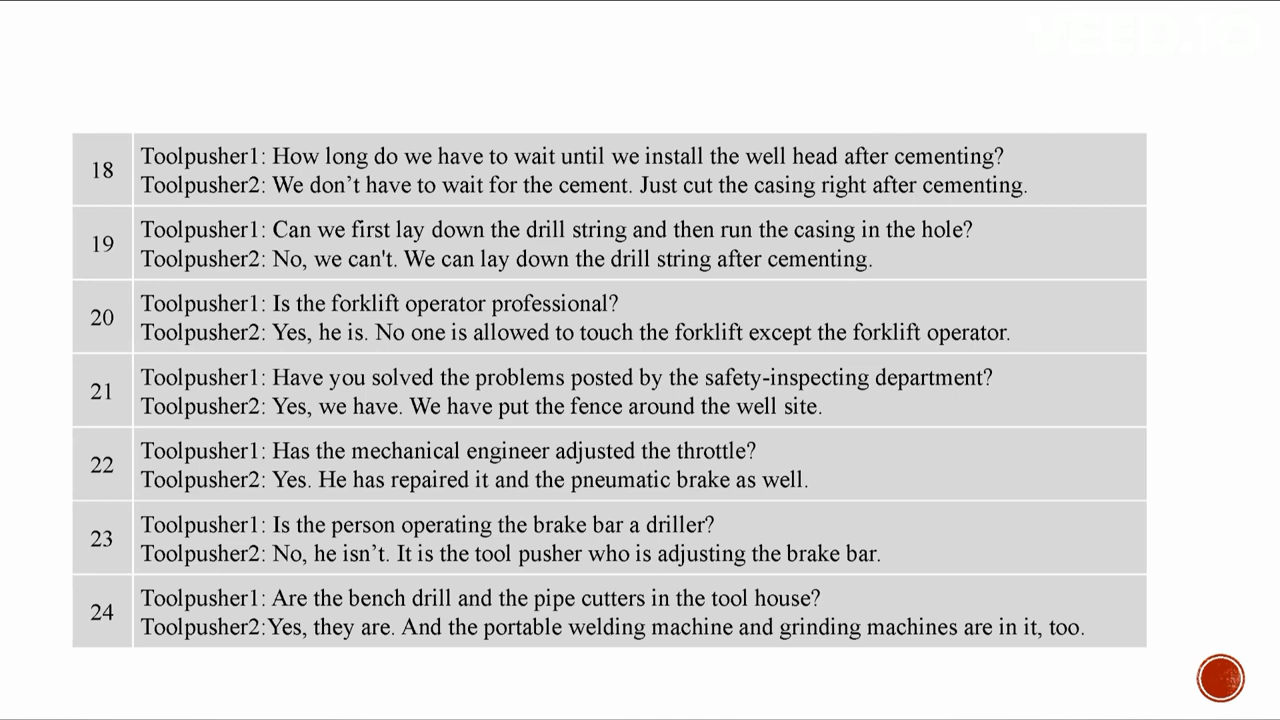 18
Toolpusher1: How long do we have to wait until we install the well head after cementing?
Toolpusher2: We don’t have to wait for the cement. Just cut the casing right after cementing.
19
Toolpusher1: Can we first lay down the drill string and then run the casing in the hole?
Toolpusher2: No, we can't. We can lay down the drill string after cementing.
20
Toolpusher1: Is the forklift operator professional?
Toolpusher2: Yes, he is. No one is allowed to touch the forklift except the forklift operator.
21
Toolpusher1: Have you solved the problems posted by the safety-inspecting department?
Toolpusher2: Yes, we have. We have put the fence around the well site.
22
Toolpusher1: Has the mechanical engineer adjusted the throttle?
Toolpusher2: Yes. He has repaired it and the pneumatic brake as well.
23
Toolpusher1: Is the person operating the brake bar a driller?
Toolpusher2: No, he isn’t. It is the tool pusher who is adjusting the brake bar.
24
Toolpusher1: Are the bench drill and the pipe cutters in the tool house?
Toolpusher2:Yes, they are. And the portable welding machine and grinding machines are in it, too.